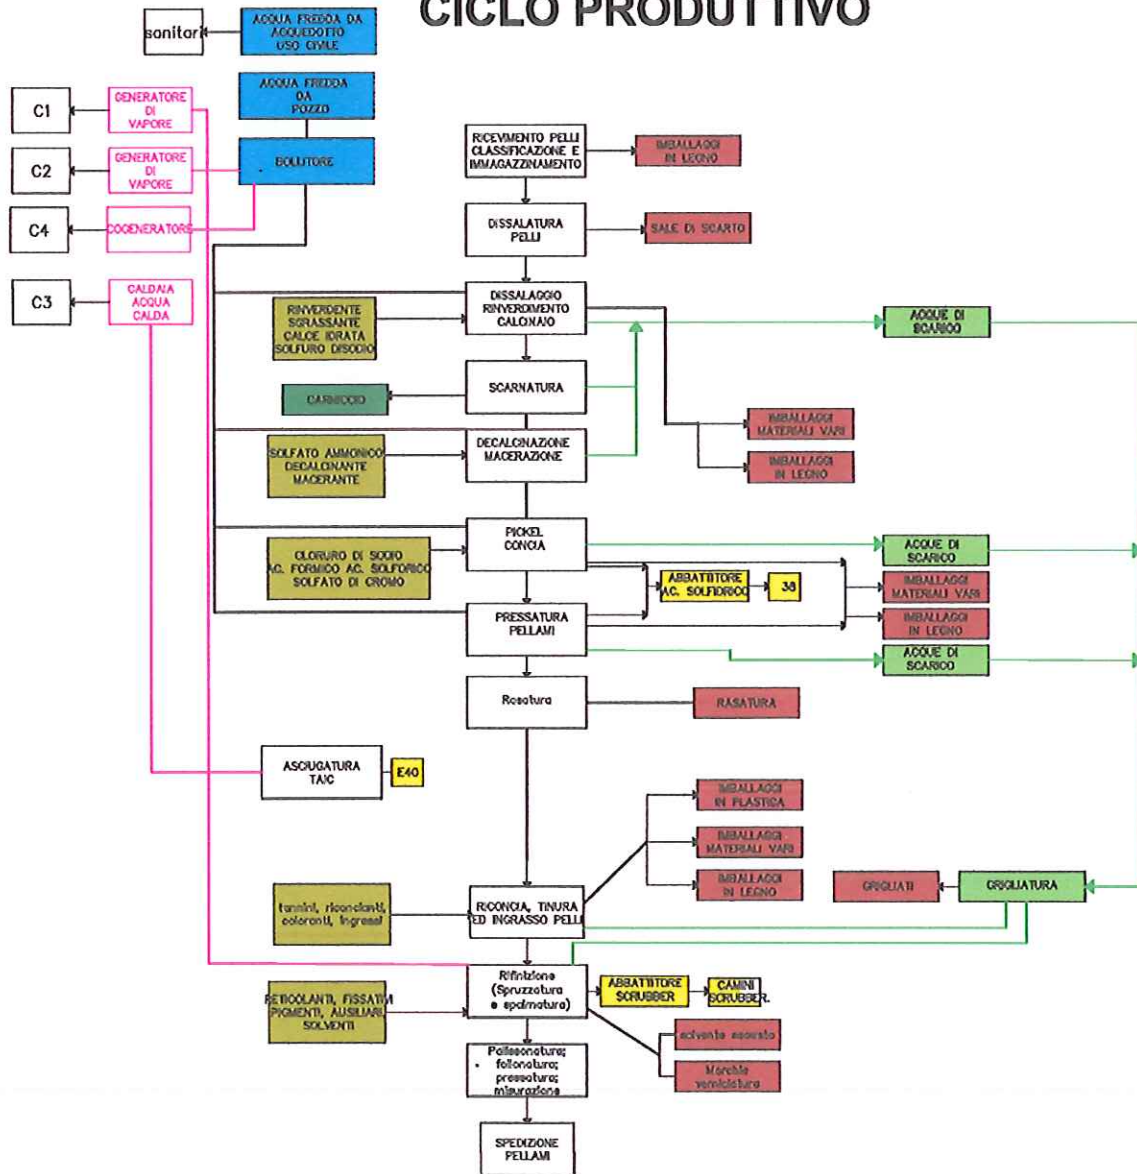 CICLO PRODUTTIVO
sanitari
ACQUA FREDDA DA
ACQUEDOTTO
USO CIVILE
ACQUA FREDDA
DA
POZZO
C1
GENERATORE
DI
VAPORE
C2
GENERATORE
DI
VAPORE
BOLLITORE
RICEVIMENTO PELLI
CLASSIFICAZIONE E
IMMAGAZZINAMENTO
IMBALLAGGI
IN LEGNO
C4
COGENERATORE
DISSALATURA
PELLI
SALE DI SCARTO
C3
CALDAIA
ACQUA
CALDA
RINVERDENTE
SGRASSANTE
CALCE IDRATA
SOLFURO DISODIO
DISSALAGGIO
RINVERDIMENTO
CALCINAIO
ACQUE DI
SCARICO
CARNICCIO
SCARNATURA
IMBALLAGGI
MATERIALI VARI
SOLFATO AMMONICO
DECALCINANTE
MACERANTE
DECALCINAZIONE
MACERAZIONE
IMBALLAGGI
IN LEGNO
CLORURO DI SODIO
AC. FORMICO AC. SOLFORICO
SOLFATO DI CROMO
PICKEL
CONCIA
ACQUE DI
SCARICO
ABBATTITORE
AC. SOLFIDRICO
38
IMBALLAGGI
MATERIALI VARI
PRESSATURA
PELLAMI
IMBALLAGGI
IN LEGNO
ACQUE DI
SCARICO
Rasatura
RASATURA
ASCIUGATURA
TAIC
E40
IMBALLAGGI
IN PLASTICA
IMBALLAGGI
MATERIALI VARI
IMBALLAGGI
IN LEGNO
GRIGLIATI
GRIGLIATURA
tannini, riconcianti,
coloranti, ingrassi
RICONCIA, TINURA
ED INGRASSO PELLI
RETICOLANTI, FISSATIVI
PIGMENTI, AUSILIARI,
SOLVENTI
Rifinizione
(Spruzzatura
e spalmatura)
ABBATTITORE
SCRUBBER
CAMINI
SCRUBBER.
solvente esausto
Morchie
verniciatura
Palissonatura;
follonatura;
pressatura;
misurazione
SPEDIZIONE
PELLAMI